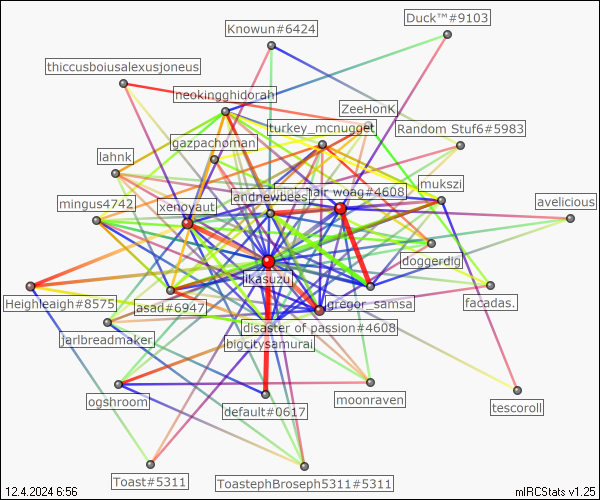 Duck™#9103
Knowun#6424
thiccusboiusalexusjoneus
neokingghidorah
ZeeHonK
turkey_mcnugget
Random Stuf6#5983
gazpachoman
lahnk
mukszi
andnewbees
hair woag#4608
mingus4742
xenoyaut
avelicious
doggerdig
likasuzu
Heighleaigh#8575
asad#6947
gregor_samsa
facadas.
disaster of passion#4608
jarlbreadmaker
bigcitysamurai
ogshroom
default#0617
moonraven
tescoroll
Toast#5311
ToastephBroseph5311#5311
12.4.2024 6:56
mIRCStats v1.25